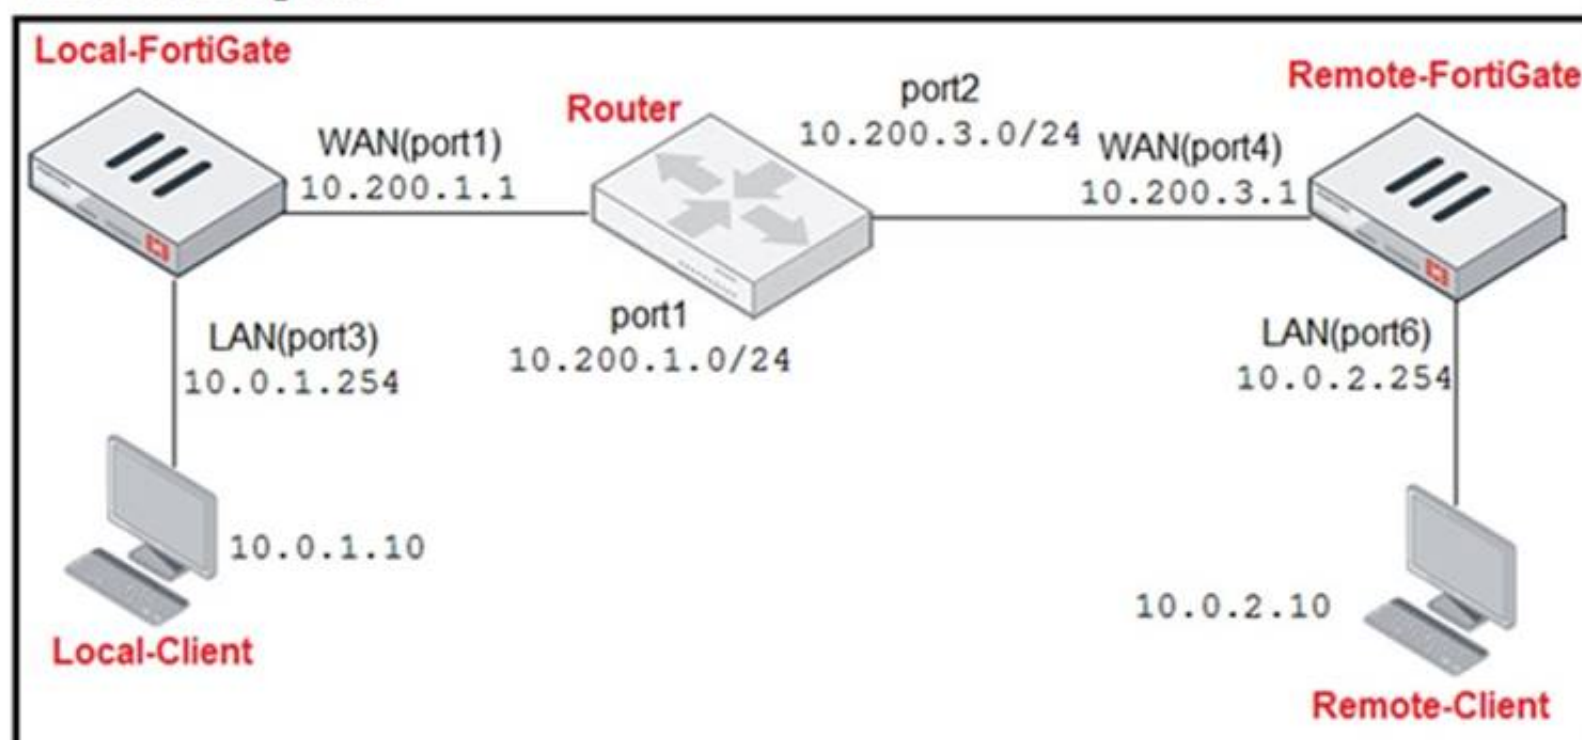 Local-FortiGate
Router
port2
10.200.3.0/24
Remote-FortiGate
WAN(port1)
10.200.1.1
WAN(port4)
10.200.3.1
LAN(port3)
10.0.1.254
port1
10.200.1.0/24
LAN(port6)
10.0.2.254
10.0.1.10
Local-Client
10.0.2.10
Remote-Client